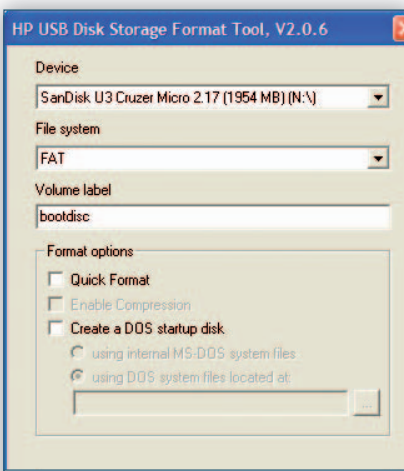 HP USB Disk Storage Format Tool, V2.0.6
Device
SanDisk U3 Cruzer Micro 2.17 (1954 MB) (N:\)
File system
FAT
Volume label
bootdisc
Format options
Quick Format
Enable Compression
Create a DOS startup disk
using internal MS-DOS system files
using DOS system files located at:
...